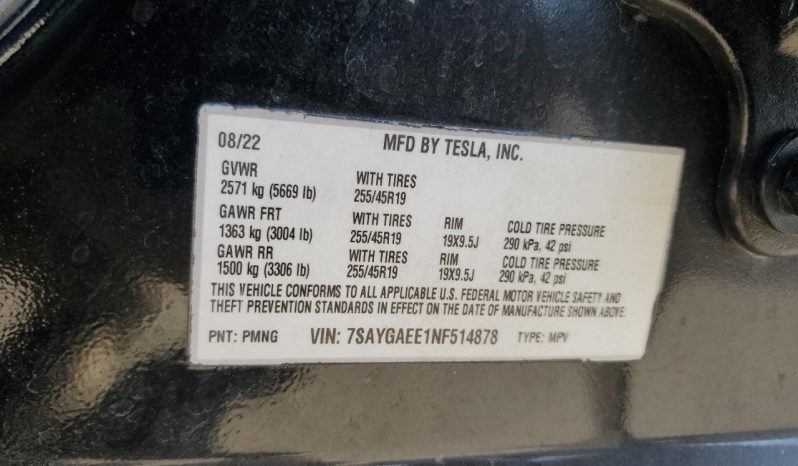 08/22 MFD BY TESLA, INC.
GVWR WITH TIRES
2571 kg (5669 lb) 255/45R19
GAWR FRT WITH TIRES RIM COLD TIRE PRESSURE
1363 kg (3004 lb) 255/45R19 19X9.5J 290 kPa, 42 psi
GAWR RR WITH TIRES RIM COLD TIRE PRESSURE
1500 kg (3306 lb) 255/45R19 19X9.5J 290 kPa, 42 psi
THIS VEHICLE CONFORMS TO ALL APPLICABLE U.S. FEDERAL MOTOR VEHICLE SAFETY AND
THEFT PREVENTION STANDARDS IN EFFECT ON THE DATE OF MANUFACTURE SHOWN ABOVE.
PNT: PMNG VIN: 7SAYGAEE1NF514878 TYPE: MPV